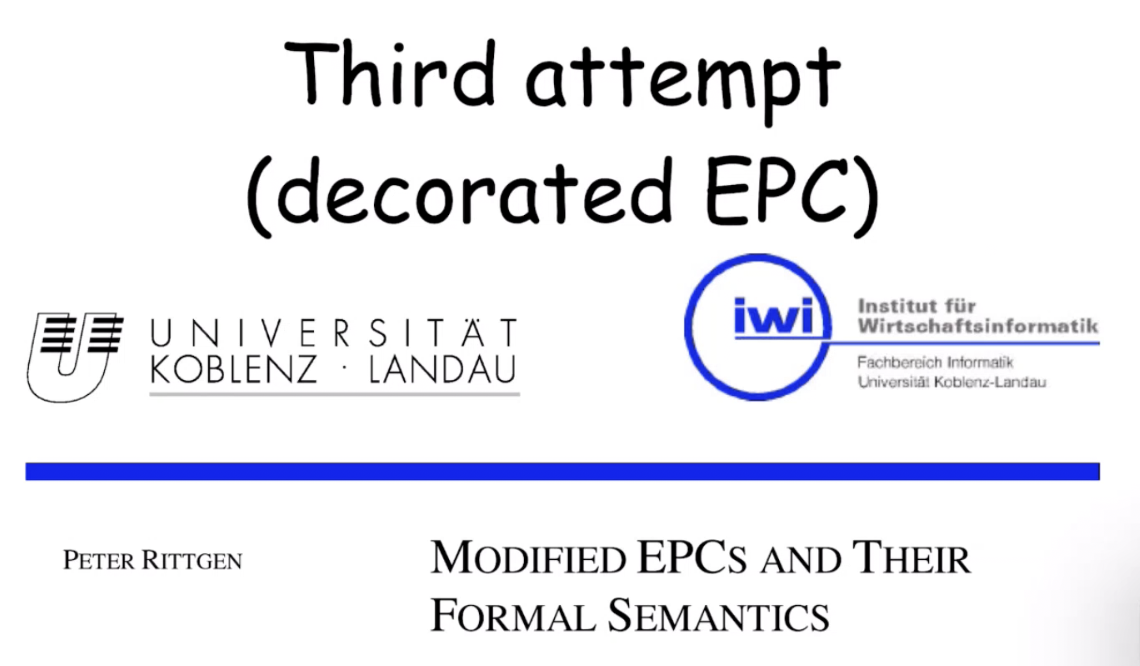 Third attempt
(decorated EPC)
UNIVERSITÄT
KOBLENZ · LANDAU
iwi
Institut für
Wirtschaftsinformatik
Fachbereich Informatik
Universität Koblenz-Landau
PETER RITTGEN
MODIFIED EPCS AND THEIR
FORMAL SEMANTICS